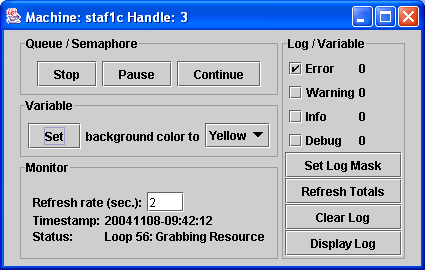 Machine: staf1c Handle: 3
Queue / Semaphore
Stop Pause Continue
Variable
Set background color to Yellow
Monitor
Refresh rate (sec.): 2
Timestamp: 20041108-09:42:12
Status: Loop 56: Grabbing Resource
Log / Variable
Error 0
Warning 0
Info 0
Debug 0
Set Log Mask
Refresh Totals
Clear Log
Display Log